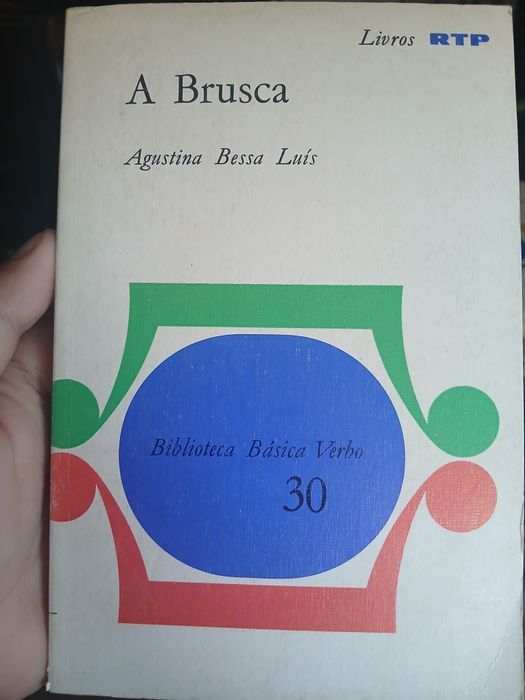 Livros RTP
A Brusca
Agustina Bessa Luís
Biblioteca Básica Verbo
30